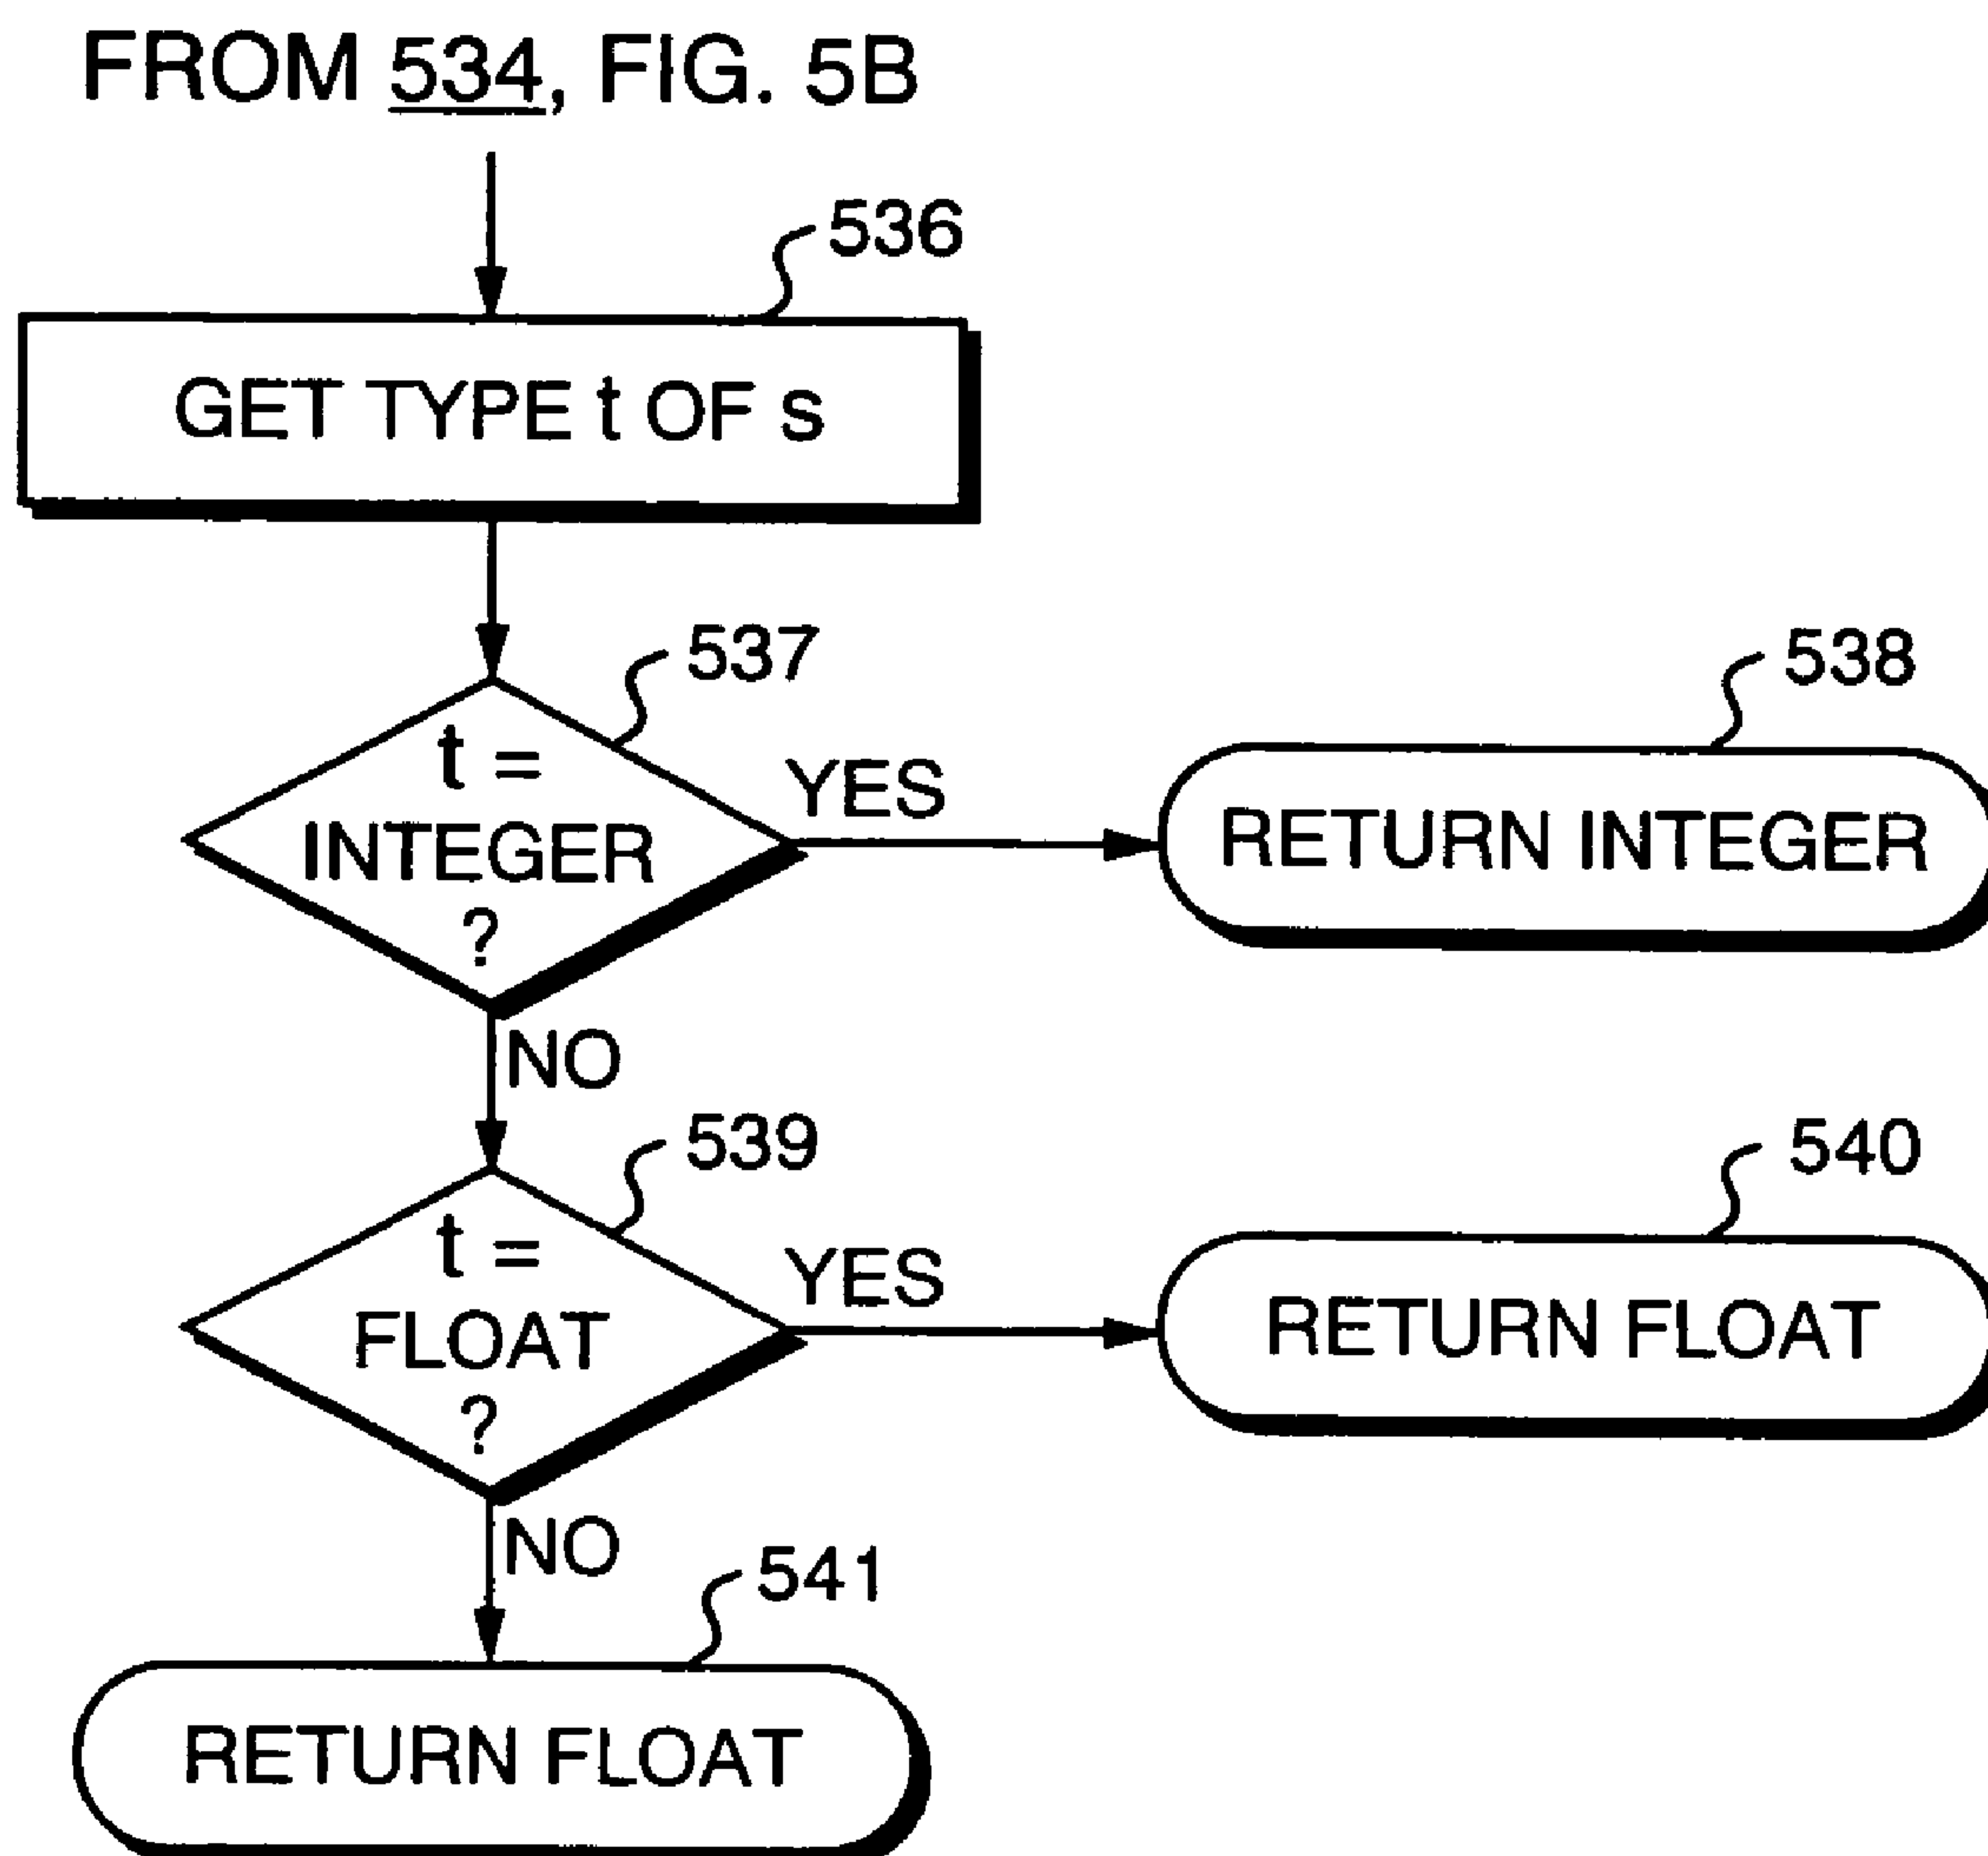 FROM 534, FIG. 5B
536
GET TYPE t OF s
537
t =
INTEGER
?
YES
538
RETURN INTEGER
NO
539
t =
FLOAT
?
YES
540
RETURN FLOAT
NO
541
RETURN FLOAT